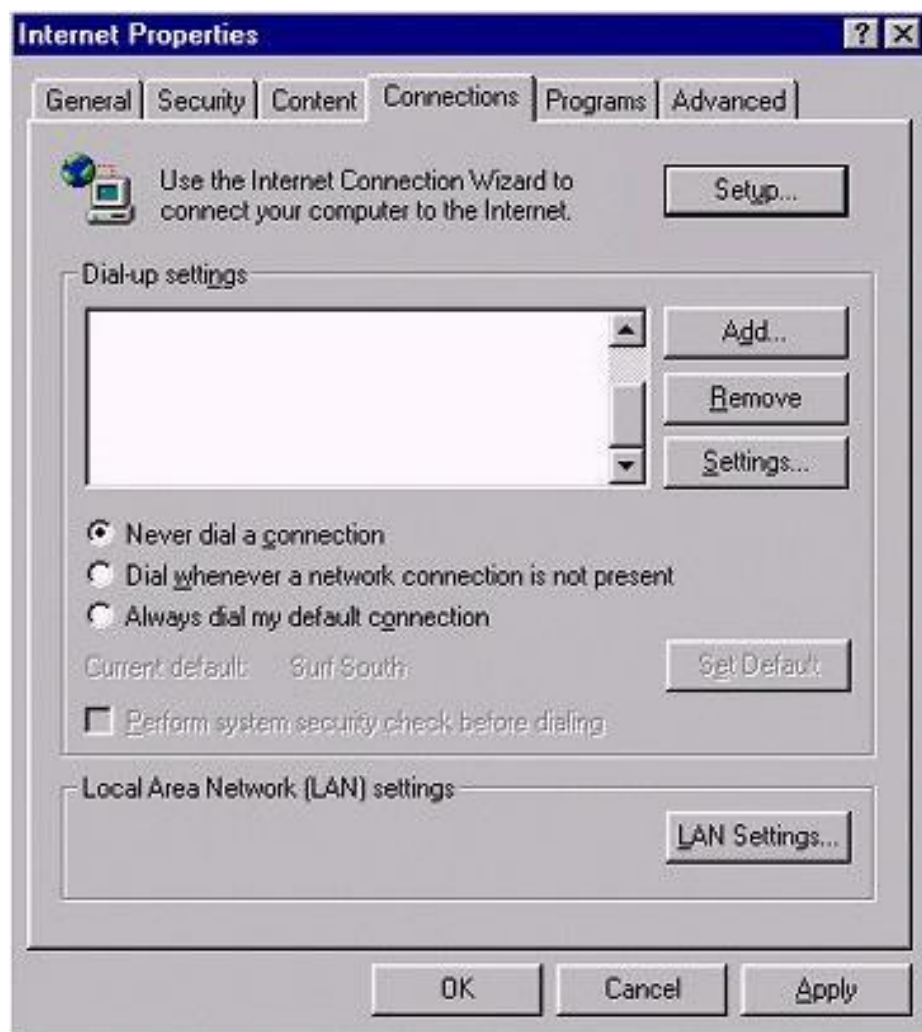 Internet Properties
General Security Content Connections Programs Advanced
Use the Internet Connection Wizard to
connect your computer to the Internet.
Setup...
Dial-up settings
Add...
Remove
Settings...
Never dial a connection
Dial whenever a network connection is not present
Always dial my default connection
Current default: Surf South
Set Default
Perform system security check before dialing
Local Area Network (LAN) settings
LAN Settings...
OK Cancel Apply